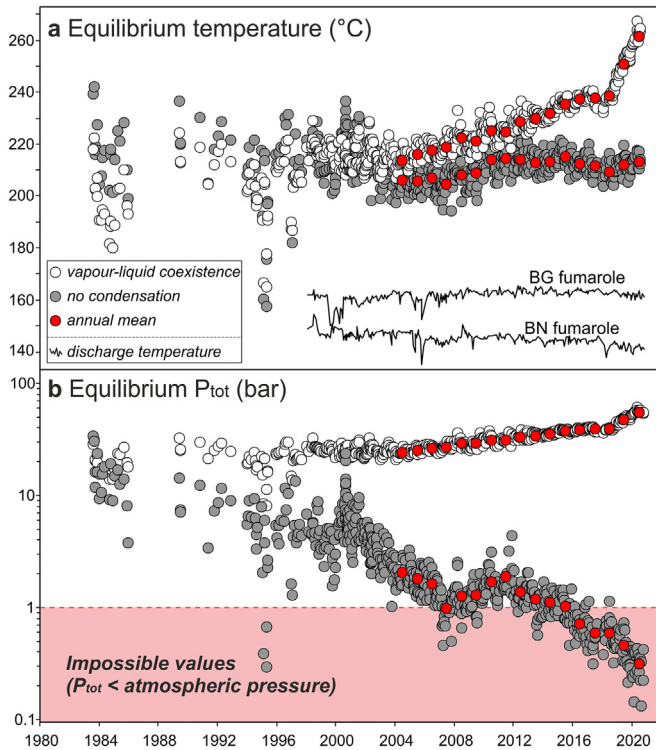 a Equilibrium temperature (°C)
260
240
220
200
180
160
140
vapour-liquid coexistence
no condensation
annual mean
discharge temperature
BG fumarole
BN fumarole
b Equilibrium Ptot (bar)
100
10
1
0.1
Impossible values
(Ptot < atmospheric pressure)
1980 1984 1988 1992 1996 2000 2004 2008 2012 2016 2020